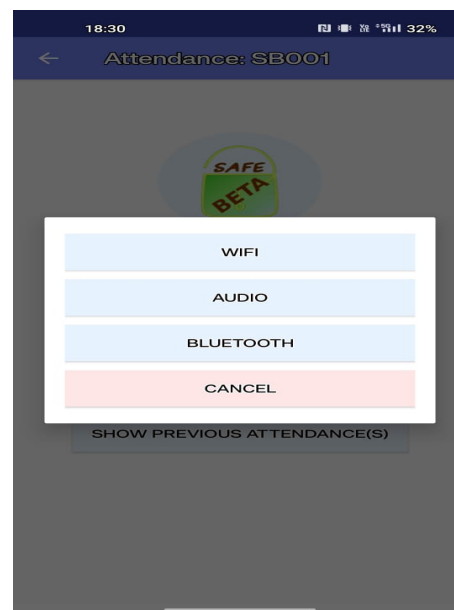 18:30 32%
Attendance: SB001
SAFE
BETA
WIFI
AUDIO
BLUETOOTH
CANCEL
SHOW PREVIOUS ATTENDANCE(S)